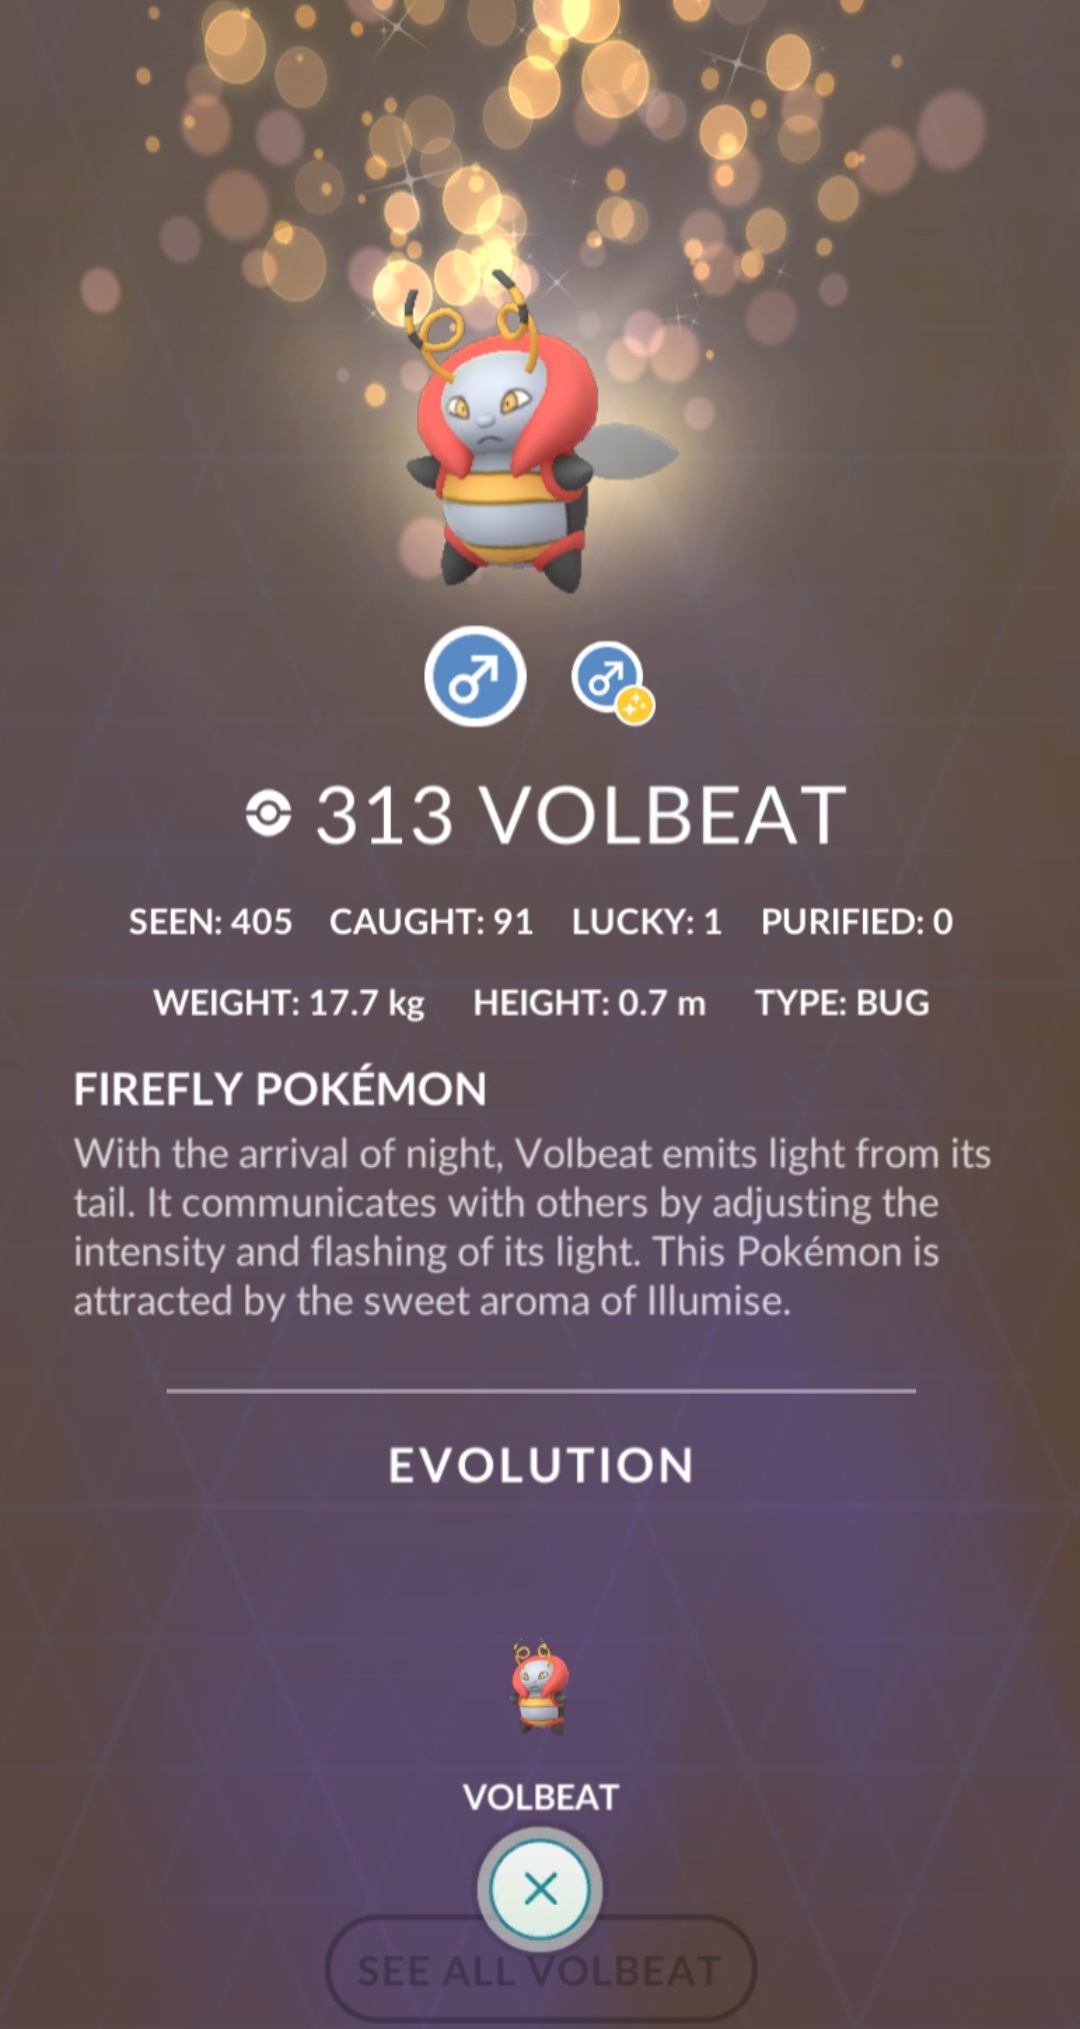 313 VOLBEAT
SEEN: 405 CAUGHT: 91 LUCKY: 1 PURIFIED: 0
WEIGHT: 17.7 kg HEIGHT: 0.7 m TYPE: BUG
FIREFLY POKÉMON
With the arrival of night, Volbeat emits light from its
tail. It communicates with others by adjusting the
intensity and flashing of its light. This Pokémon is
attracted by the sweet aroma of Illumise.
EVOLUTION
VOLBEAT
SEE ALL VOLBEAT